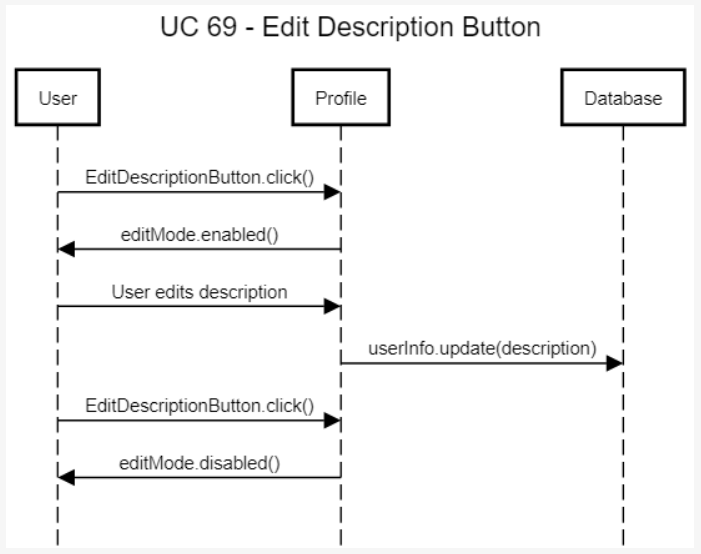 UC 69 - Edit Description Button
User
Profile
Database
EditDescriptionButton.click()
editMode.enabled()
User edits description
userInfo.update(description)
EditDescriptionButton.click()
editMode.disabled()